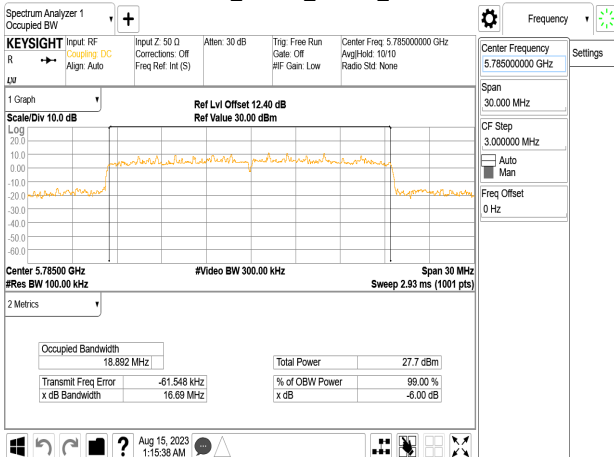 Spectrum Analyzer 1
Occupied BW
Frequency
KEYSIGHT
R
Input: RF
Coupling: DC
Align: Auto
Input Z: 50 Ω
Corrections: Off
Freq Ref: Int (S)
Atten: 30 dB
Trig: Free Run
Gate: Off
#IF Gain: Low
Center Freq: 5.785000000 GHz
Avg|Hold: 10/10
Radio Std: None
Center Frequency
5.785000000 GHz
Settings
Span
30.000 MHz
CF Step
3.000000 MHz
Auto
Man
Freq Offset
0 Hz
1 Graph
Scale/Div 10.0 dB
Ref Lvl Offset 12.40 dB
Ref Value 30.00 dBm
Log
20.0
10.0
0.00
-10.0
-20.0
-30.0
-40.0
-50.0
-60.0
Center 5.78500 GHz
#Video BW 300.00 kHz
Span 30 MHz
#Res BW 100.00 kHz
Sweep 2.93 ms (1001 pts)
2 Metrics
Occupied Bandwidth
18.892 MHz
Total Power 27.7 dBm
Transmit Freq Error -61.548 kHz
% of OBW Power 99.00 %
x dB Bandwidth 16.69 MHz
x dB -6.00 dB
?
Aug 15, 2023
1:15:38 AM